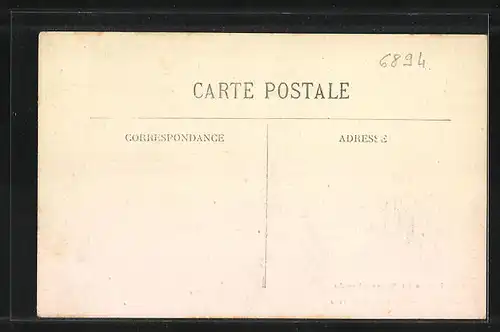 6894.
CARTE POSTALE
CORRESPONDANCE
ADRESSE